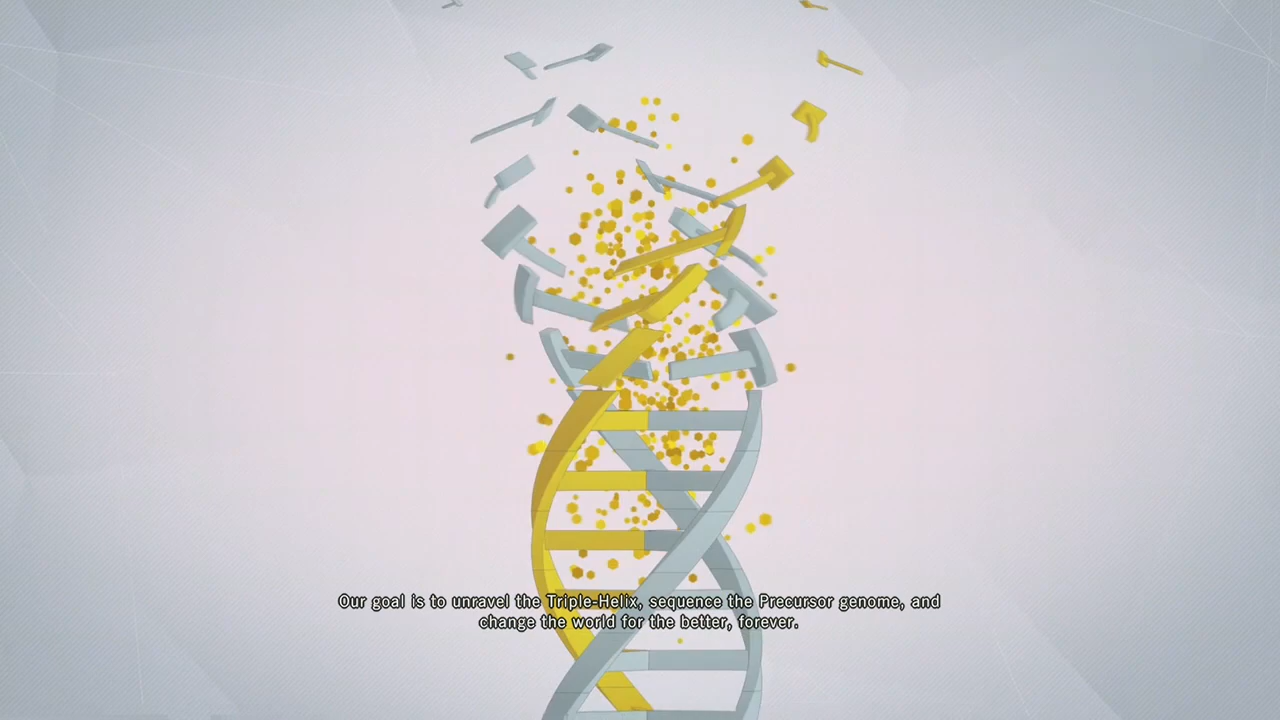 Our goal is to unravel the Triple-Helix, sequence the Precursor genome, and
change the world for the better, forever.